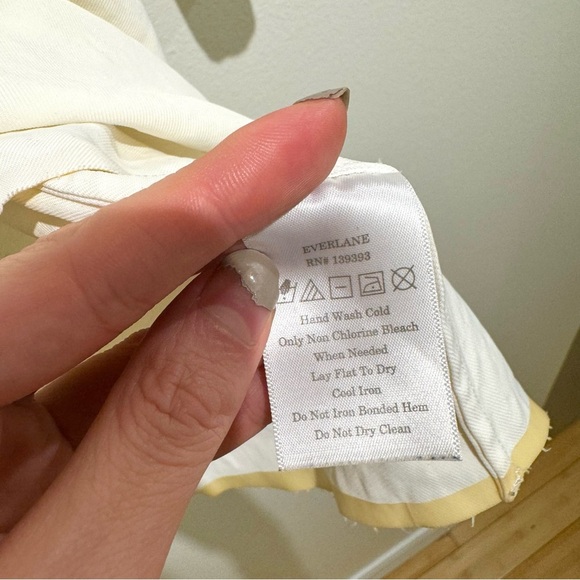 EVERLANE
RN# 139393
Hand Wash Cold
Only Non Chlorine Bleach
When Needed
Lay Flat To Dry
Cool Iron
Do Not Iron Bonded Hem
Do Not Dry Clean